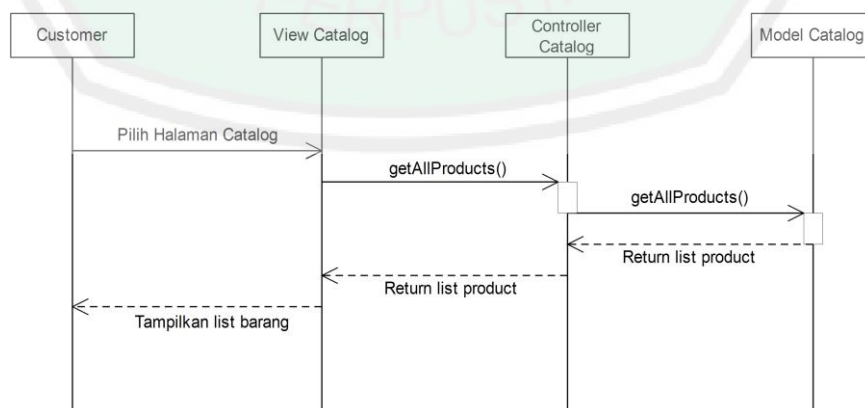 Customer
View Catalog
Controller
Catalog
Model Catalog
Pilih Halaman Catalog
getAllProducts()
getAllProducts()
Return list product
Return list product
Tampilkan list barang